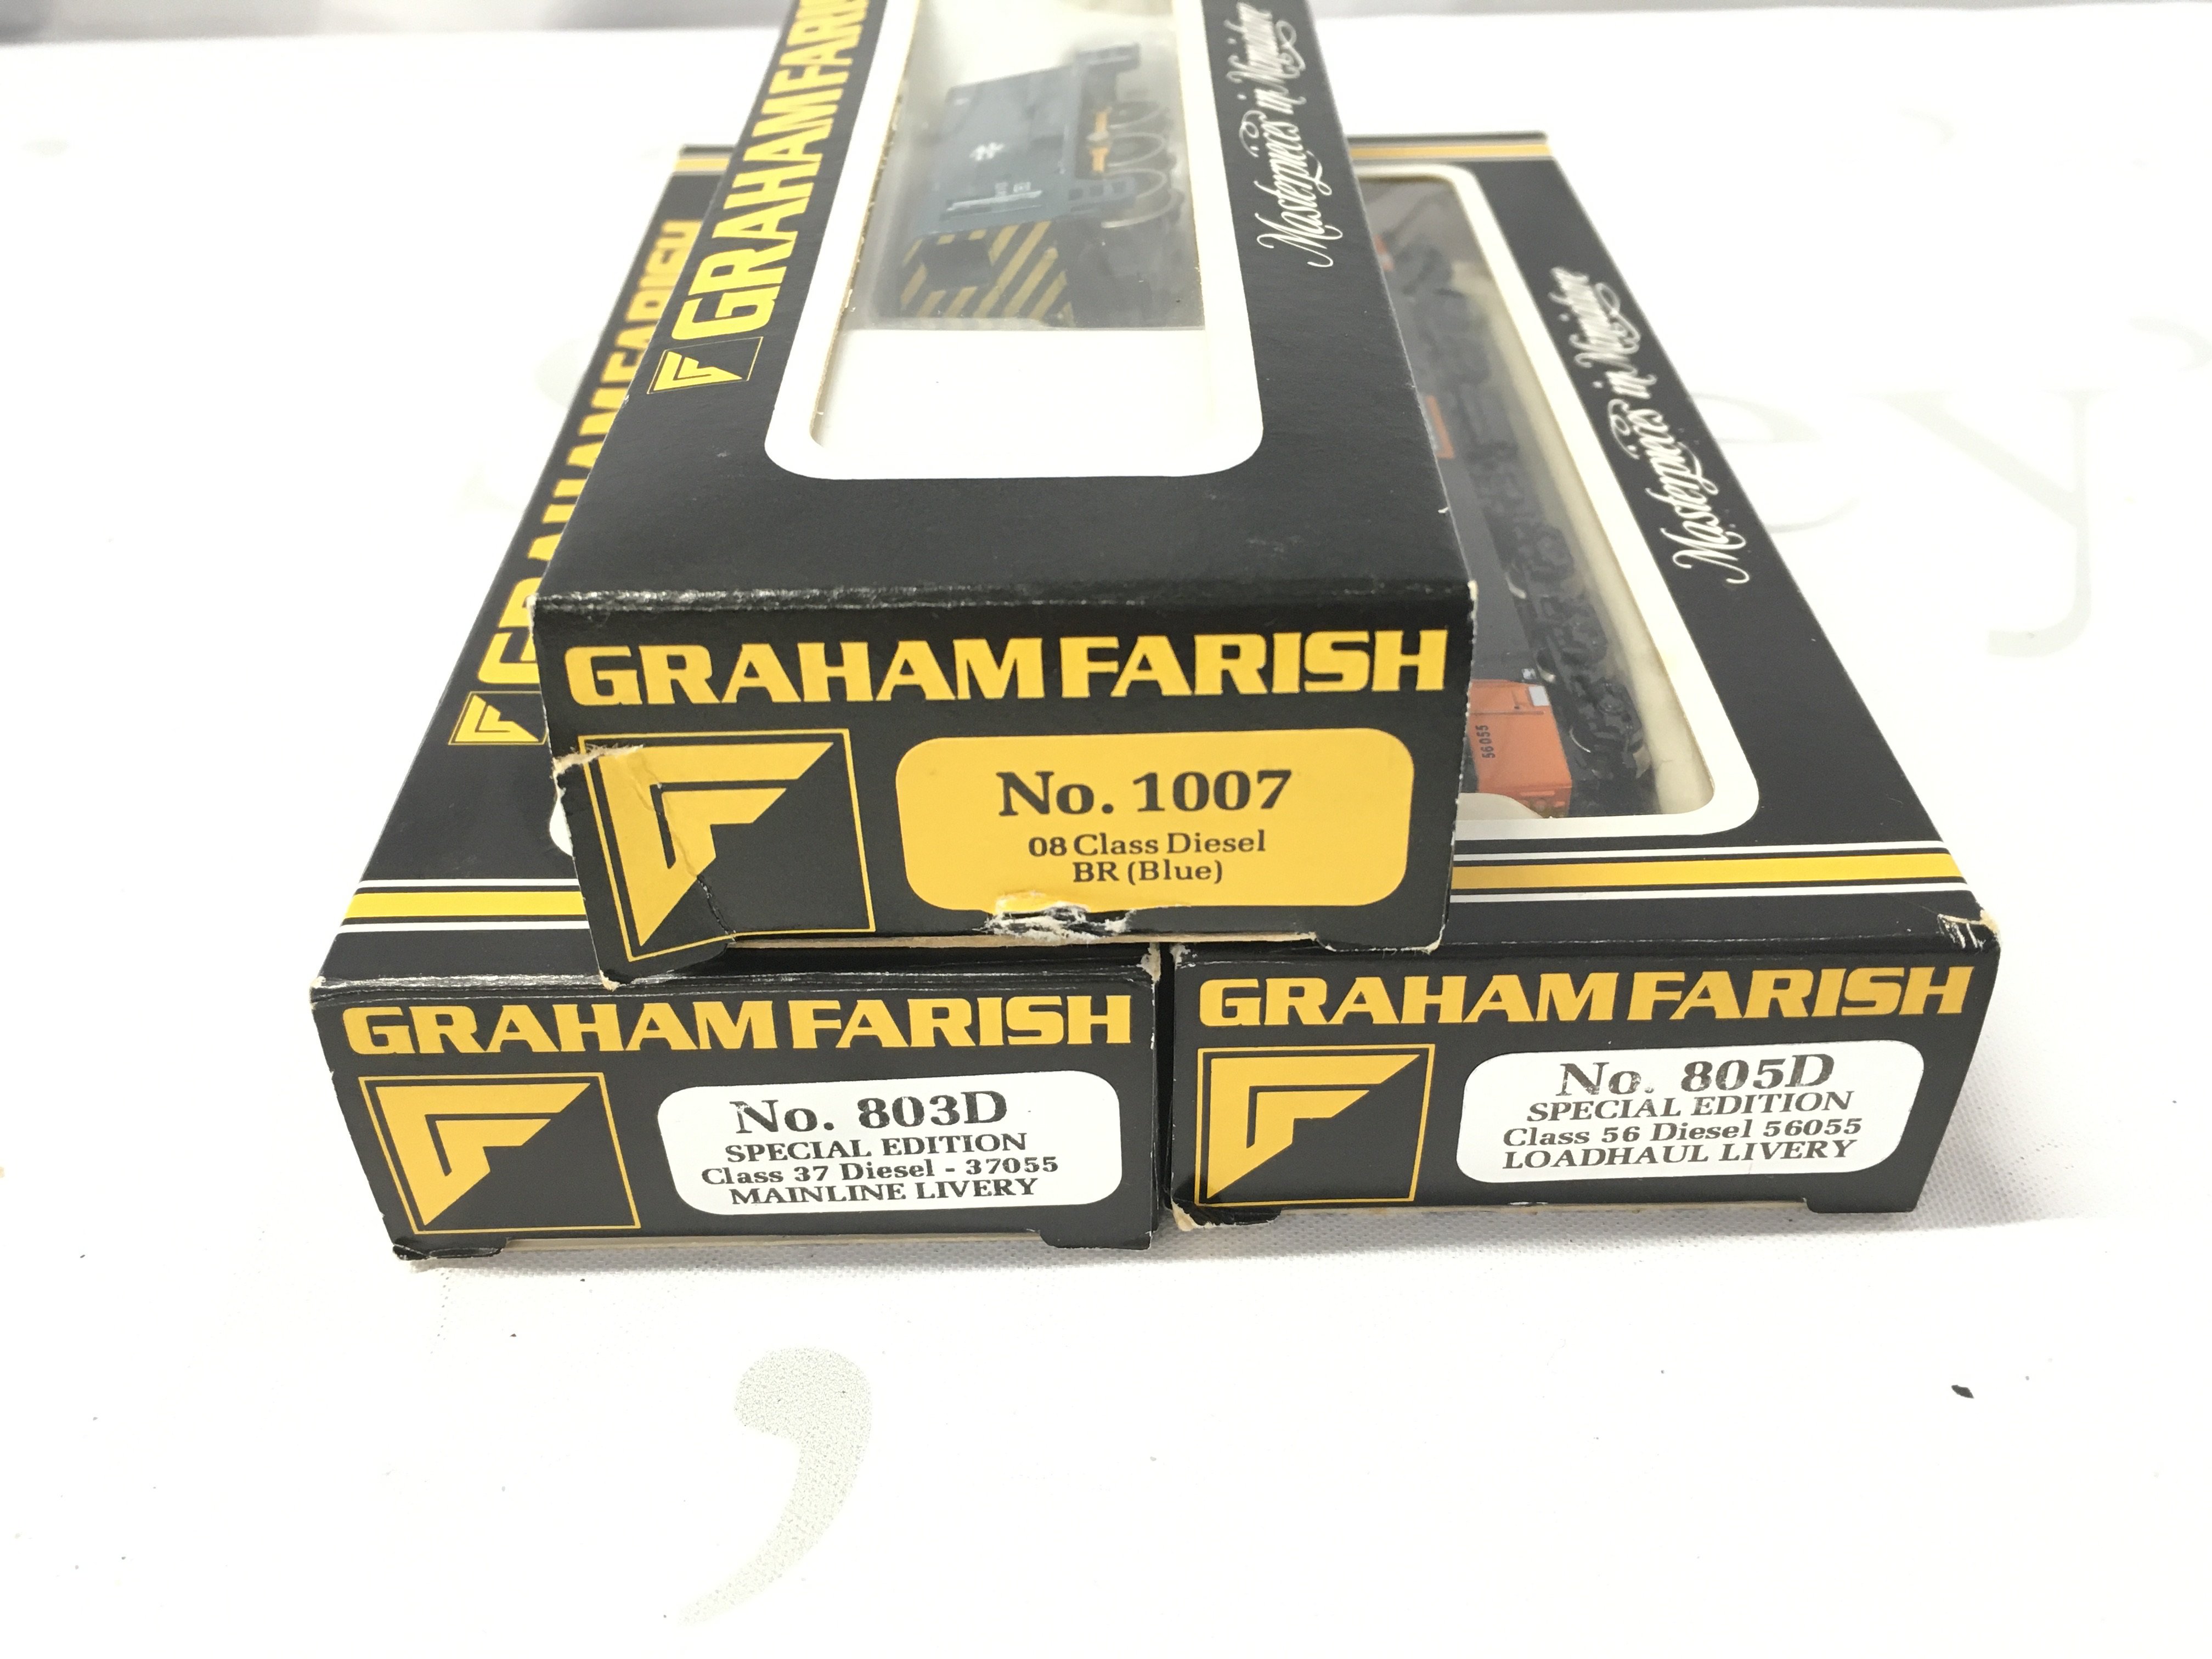 GRAHAMFARISH
Masterpieces in Miniature
GRAHAMFARISH
Masterpieces in Miniature
56055
GRAHAMFARISH
No. 1007
08 Class Diesel
BR (Blue)
GRAHAMFARISH
No. 803D
SPECIAL EDITION
Class 37 Diesel - 37055
MAINLINE LIVERY
GRAHAMFARISH
No. 805D
SPECIAL EDITION
Class 56 Diesel 56055
LOADHAUL LIVERY